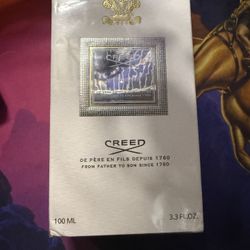 CREED
DE PÈRE EN FILS DEPUIS 1760
FROM FATHER TO SON SINCE 1760
100 ML 3.3 FL.OZ.